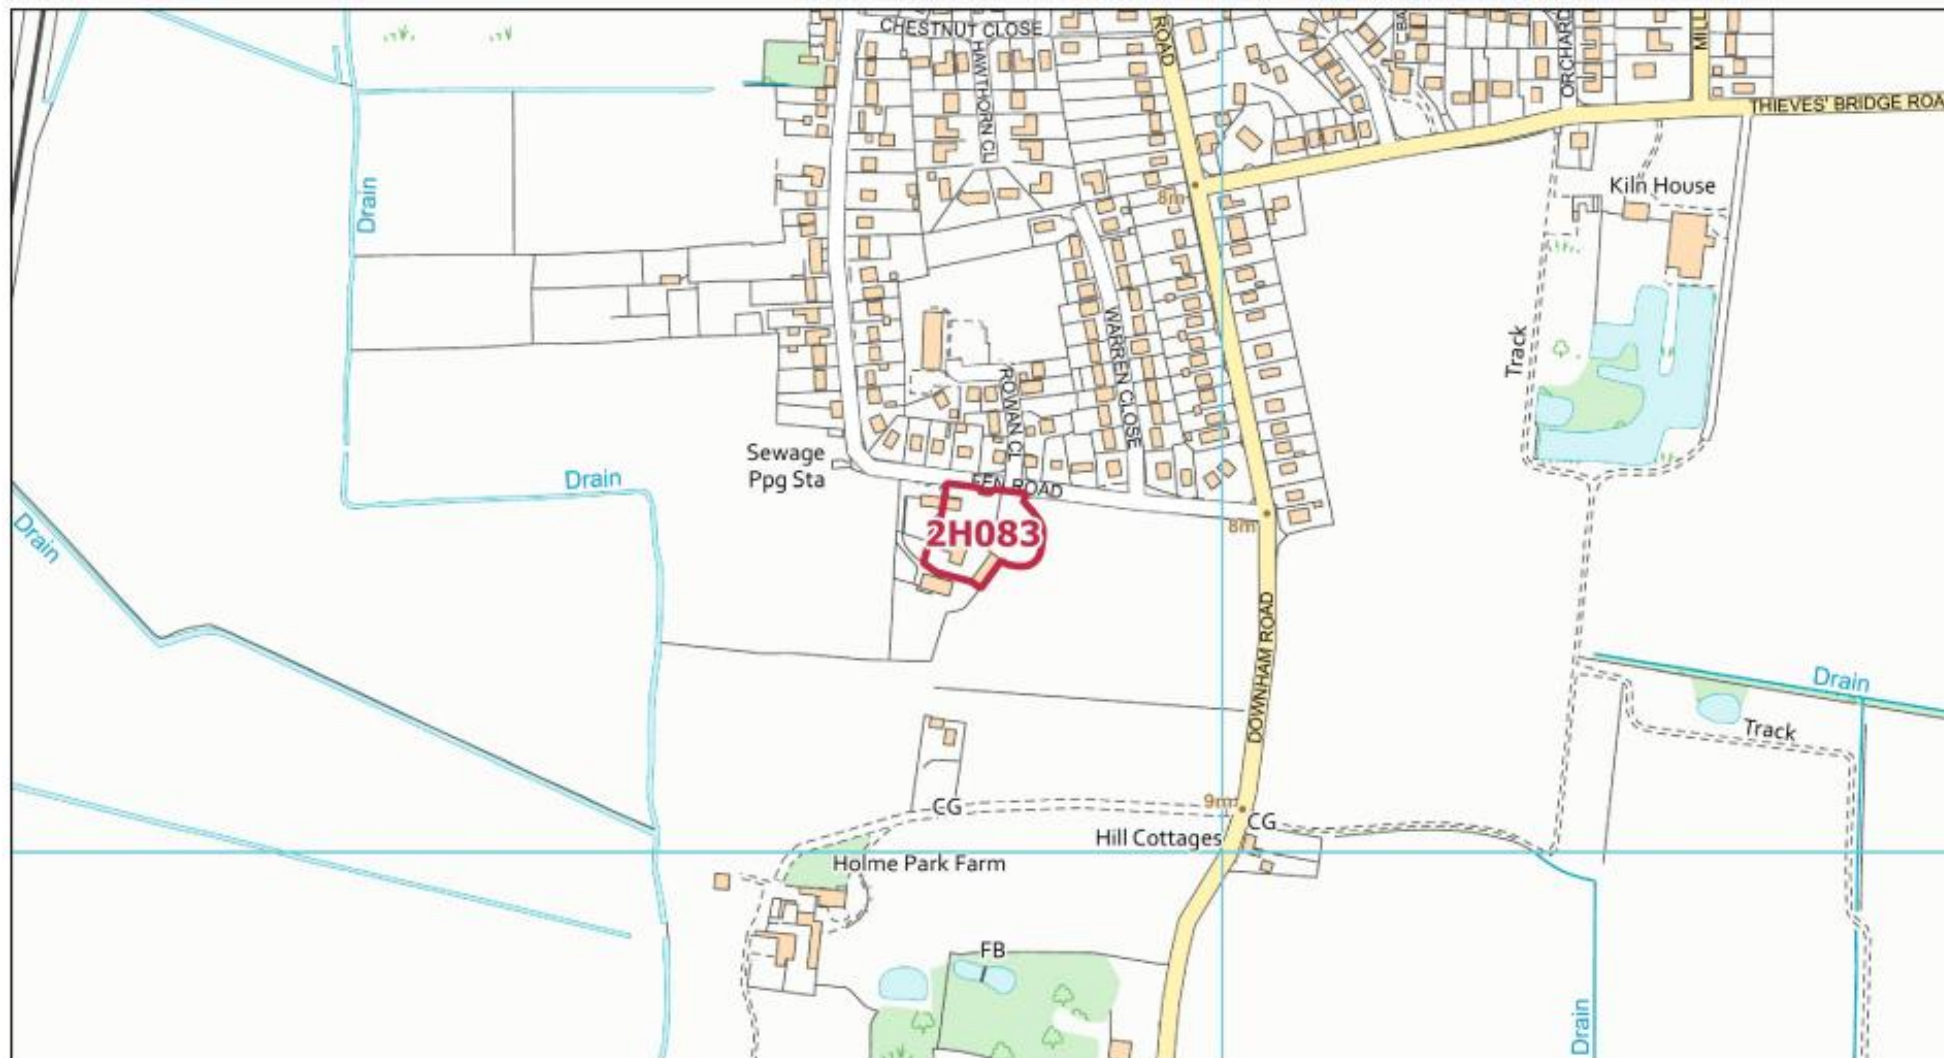 CHESTNUT CLOSE
HAWTHORN CL
ROAD
ORCHARD
MILL
THIEVES' BRIDGE ROA
Drain
8m
Kiln House
Track
WARREN CLOSE
ROWAN CL
Sewage
Ppg Sta
Drain
FEN ROAD
Drain
2H083
8m
DOWNHAM ROAD
Drain
Track
CG
9m
CG
Hill Cottages
Holme Park Farm
FB
Drain